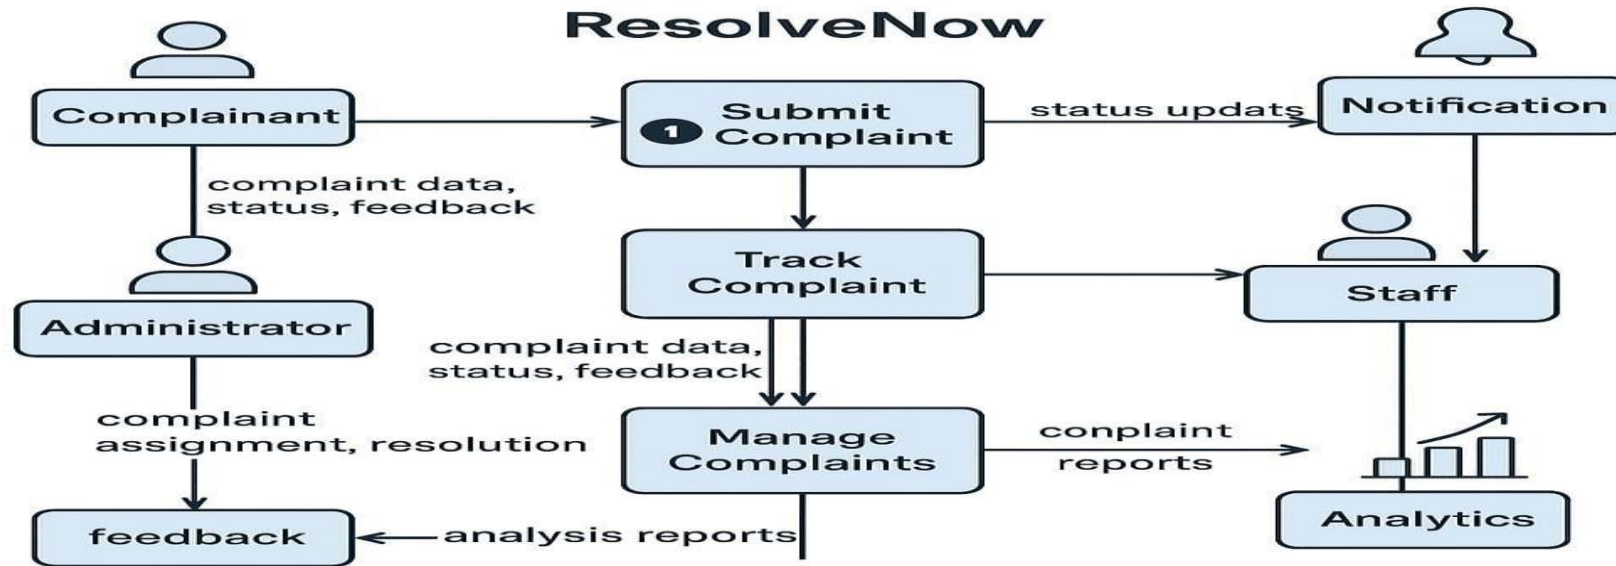 ResolveNow
Complainant
1
Submit
Complaint
status updats
Notification
complaint data,
status, feedback
Track
Complaint
Staff
Administrator
complaint data,
status, feedback
complaint
assignment, resolution
Manage
Complaints
conplaint
reports
Analytics
feedback
analysis reports